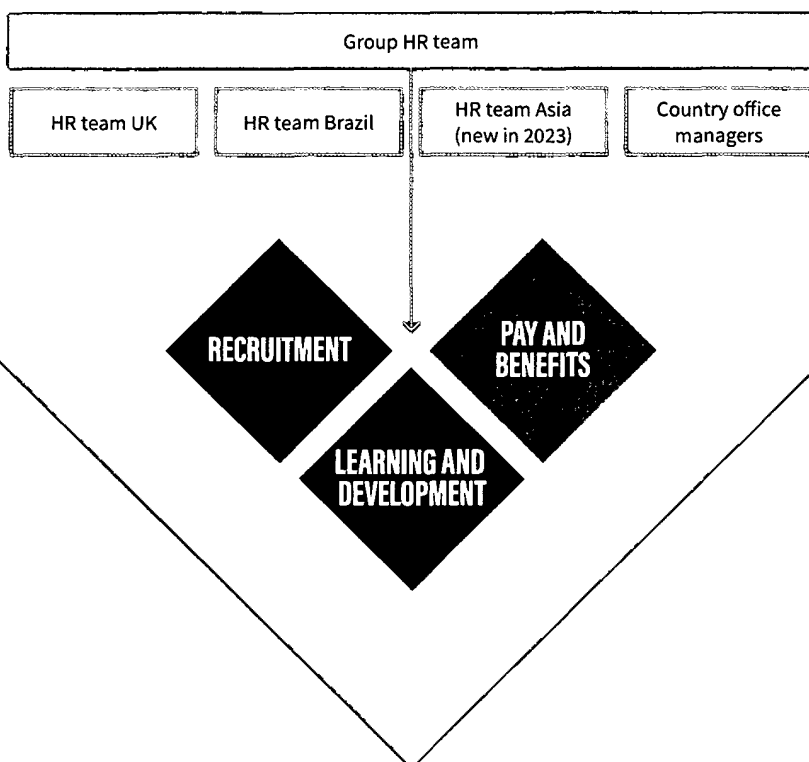 Group HR team
HR team UK
HR team Brazil
HR team Asia
(new in 2023)
Country office
managers
RECRUITMENT
PAY AND
BENEFITS
LEARNING AND
DEVELOPMENT